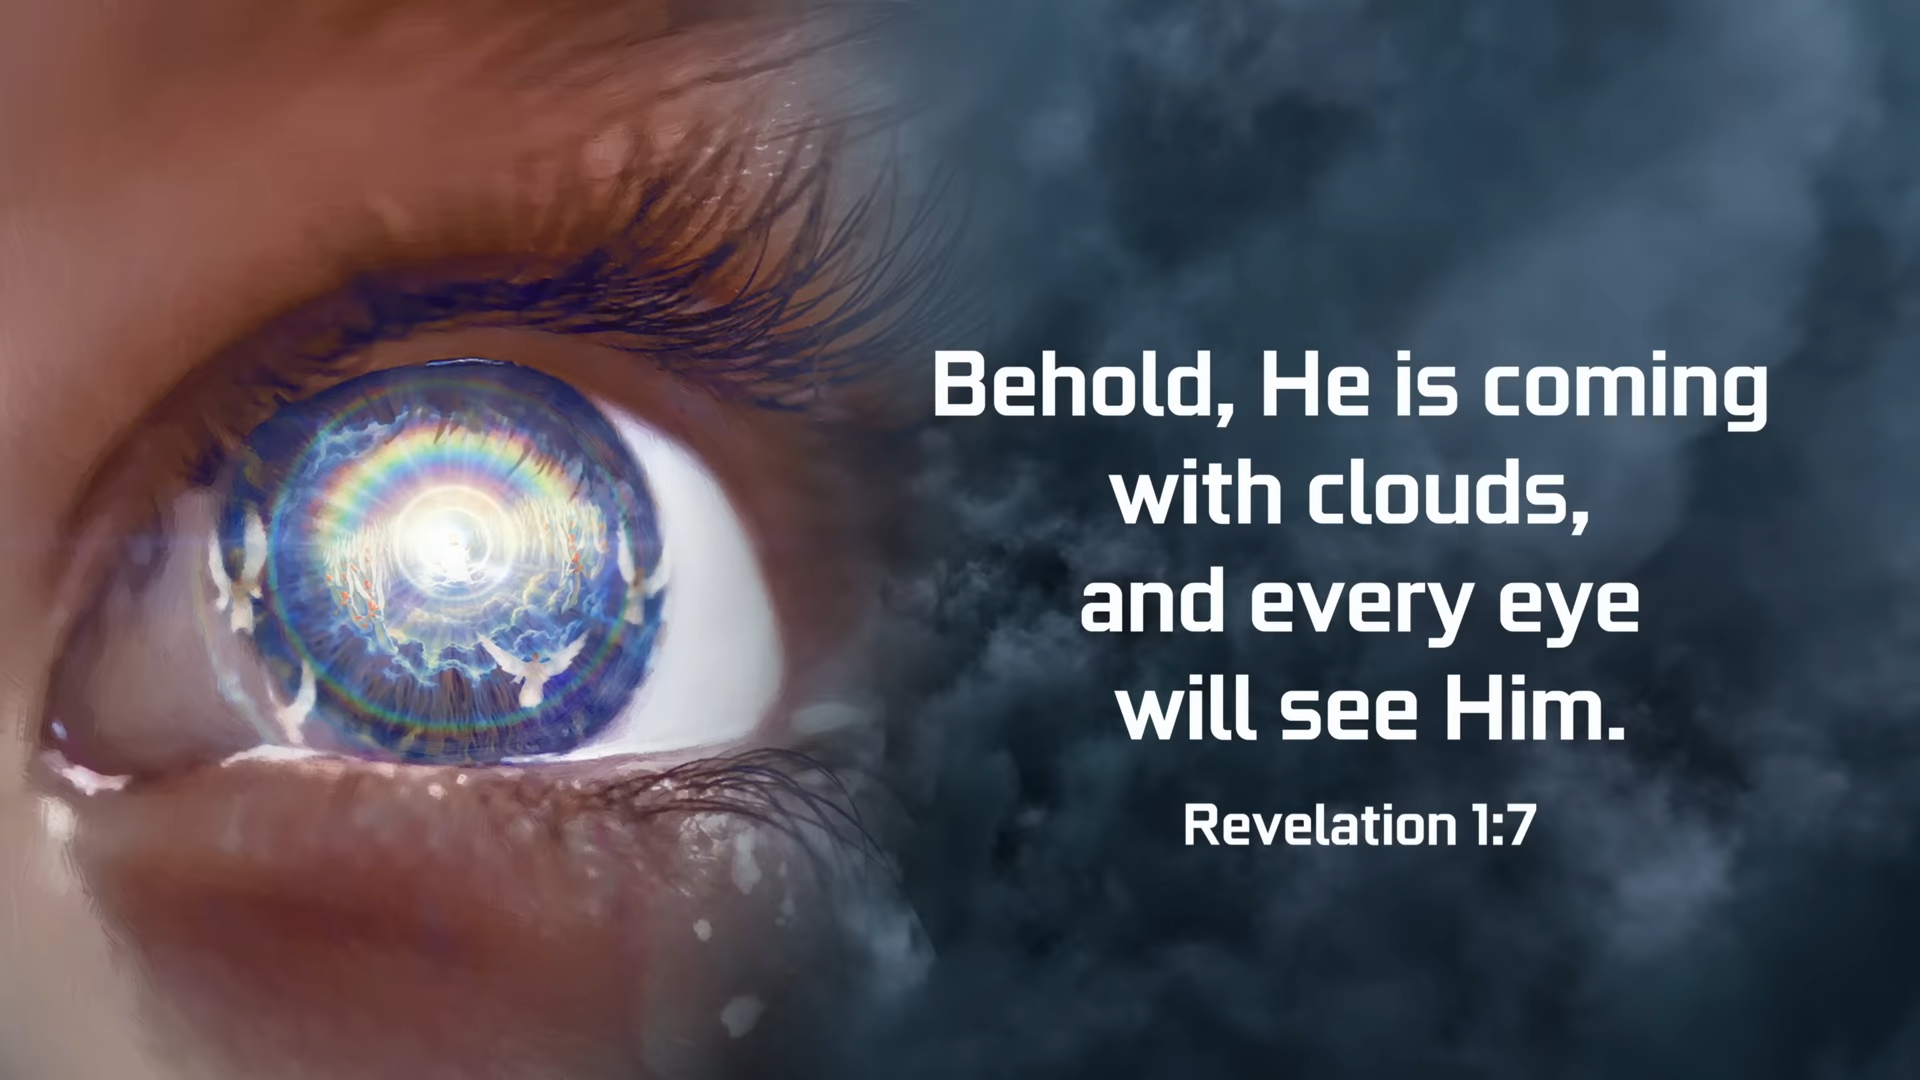 Behold, He is coming
with clouds,
and every eye
will see Him.
Revelation 1:7